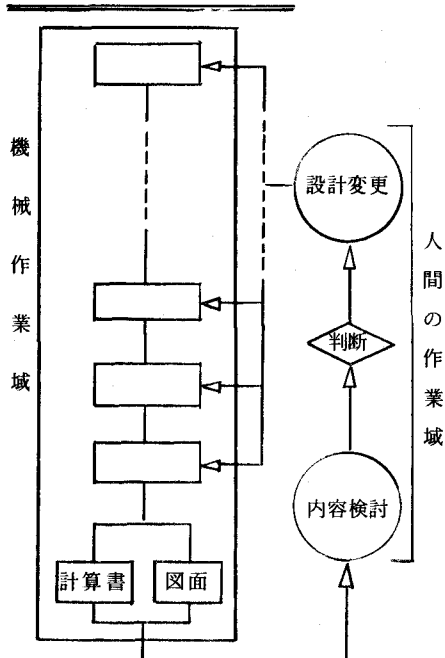 機械作業域
設計変更
人間の作業域
判断
内容検討
計算書
図面